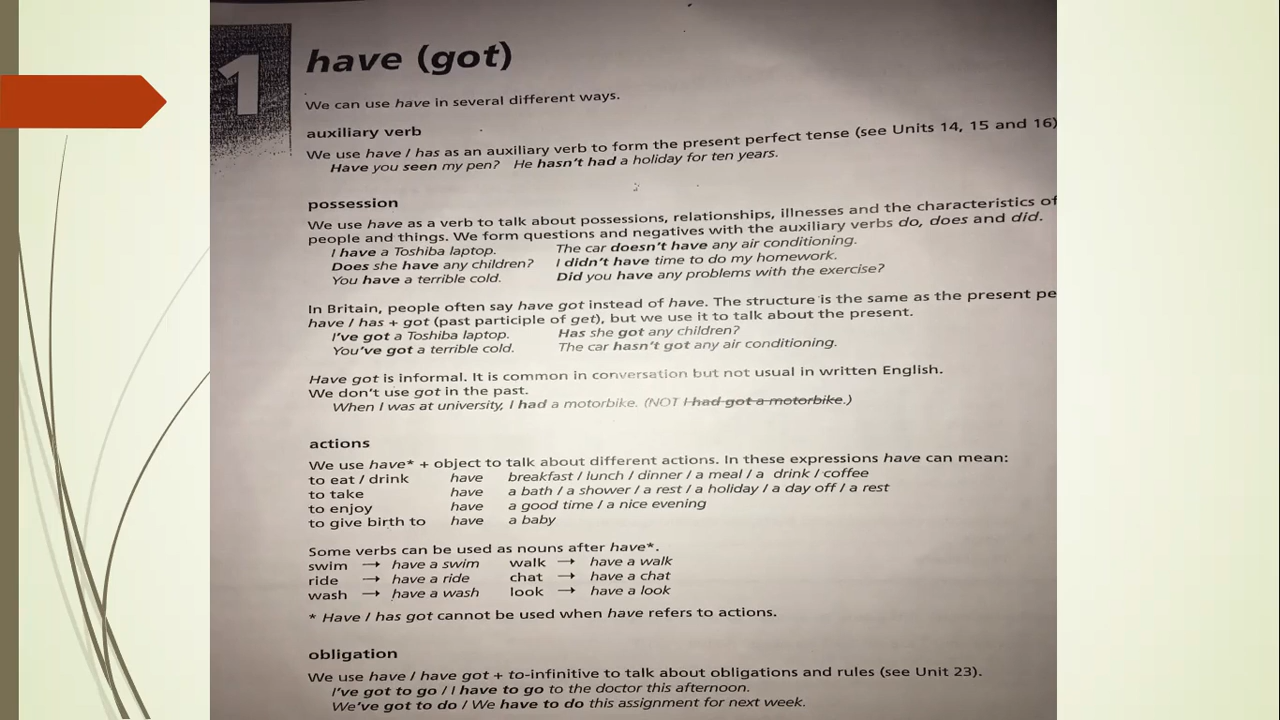 1
have (got)
We can use have in several different ways.
auxiliary verb
We use have / has as an auxiliary verb to form the present perfect tense (see Units 14, 15 and 16)
Have you seen my pen? He hasn't had a holiday for ten years.
possession
We use have as a verb to talk about possessions, relationships, illnesses and the characteristics of
people and things. We form questions and negatives with the auxiliary verbs do, does and did.
I have a Toshiba laptop. The car doesn't have any air conditioning.
Does she have any children? I didn't have time to do my homework.
You have a terrible cold. Did you have any problems with the exercise?
In Britain, people often say have got instead of have. The structure is the same as the present pe
have / has + got (past participle of get), but we use it to talk about the present.
I've got a Toshiba laptop. Has she got any children?
You've got a terrible cold. The car hasn't got any air conditioning.
Have got is informal. It is common in conversation but not usual in written English.
We don't use got in the past.
When I was at university, I had a motorbike. (NOT I had got a motorbike.)
actions
We use have* + object to talk about different actions. In these expressions have can mean:
to eat / drink have breakfast / lunch / dinner / a meal / a drink / coffee
to take have a bath / a shower / a rest / a holiday / a day off / a rest
to enjoy have a good time / a nice evening
to give birth to have a baby
Some verbs can be used as nouns after have*.
swim → have a swim walk → have a walk
ride → have a ride chat → have a chat
wash → have a wash look → have a look
* Have / has got cannot be used when have refers to actions.
obligation
We use have / have got + to-infinitive to talk about obligations and rules (see Unit 23).
I've got to go / I have to go to the doctor this afternoon.
We've got to do / We have to do this assignment for next week.